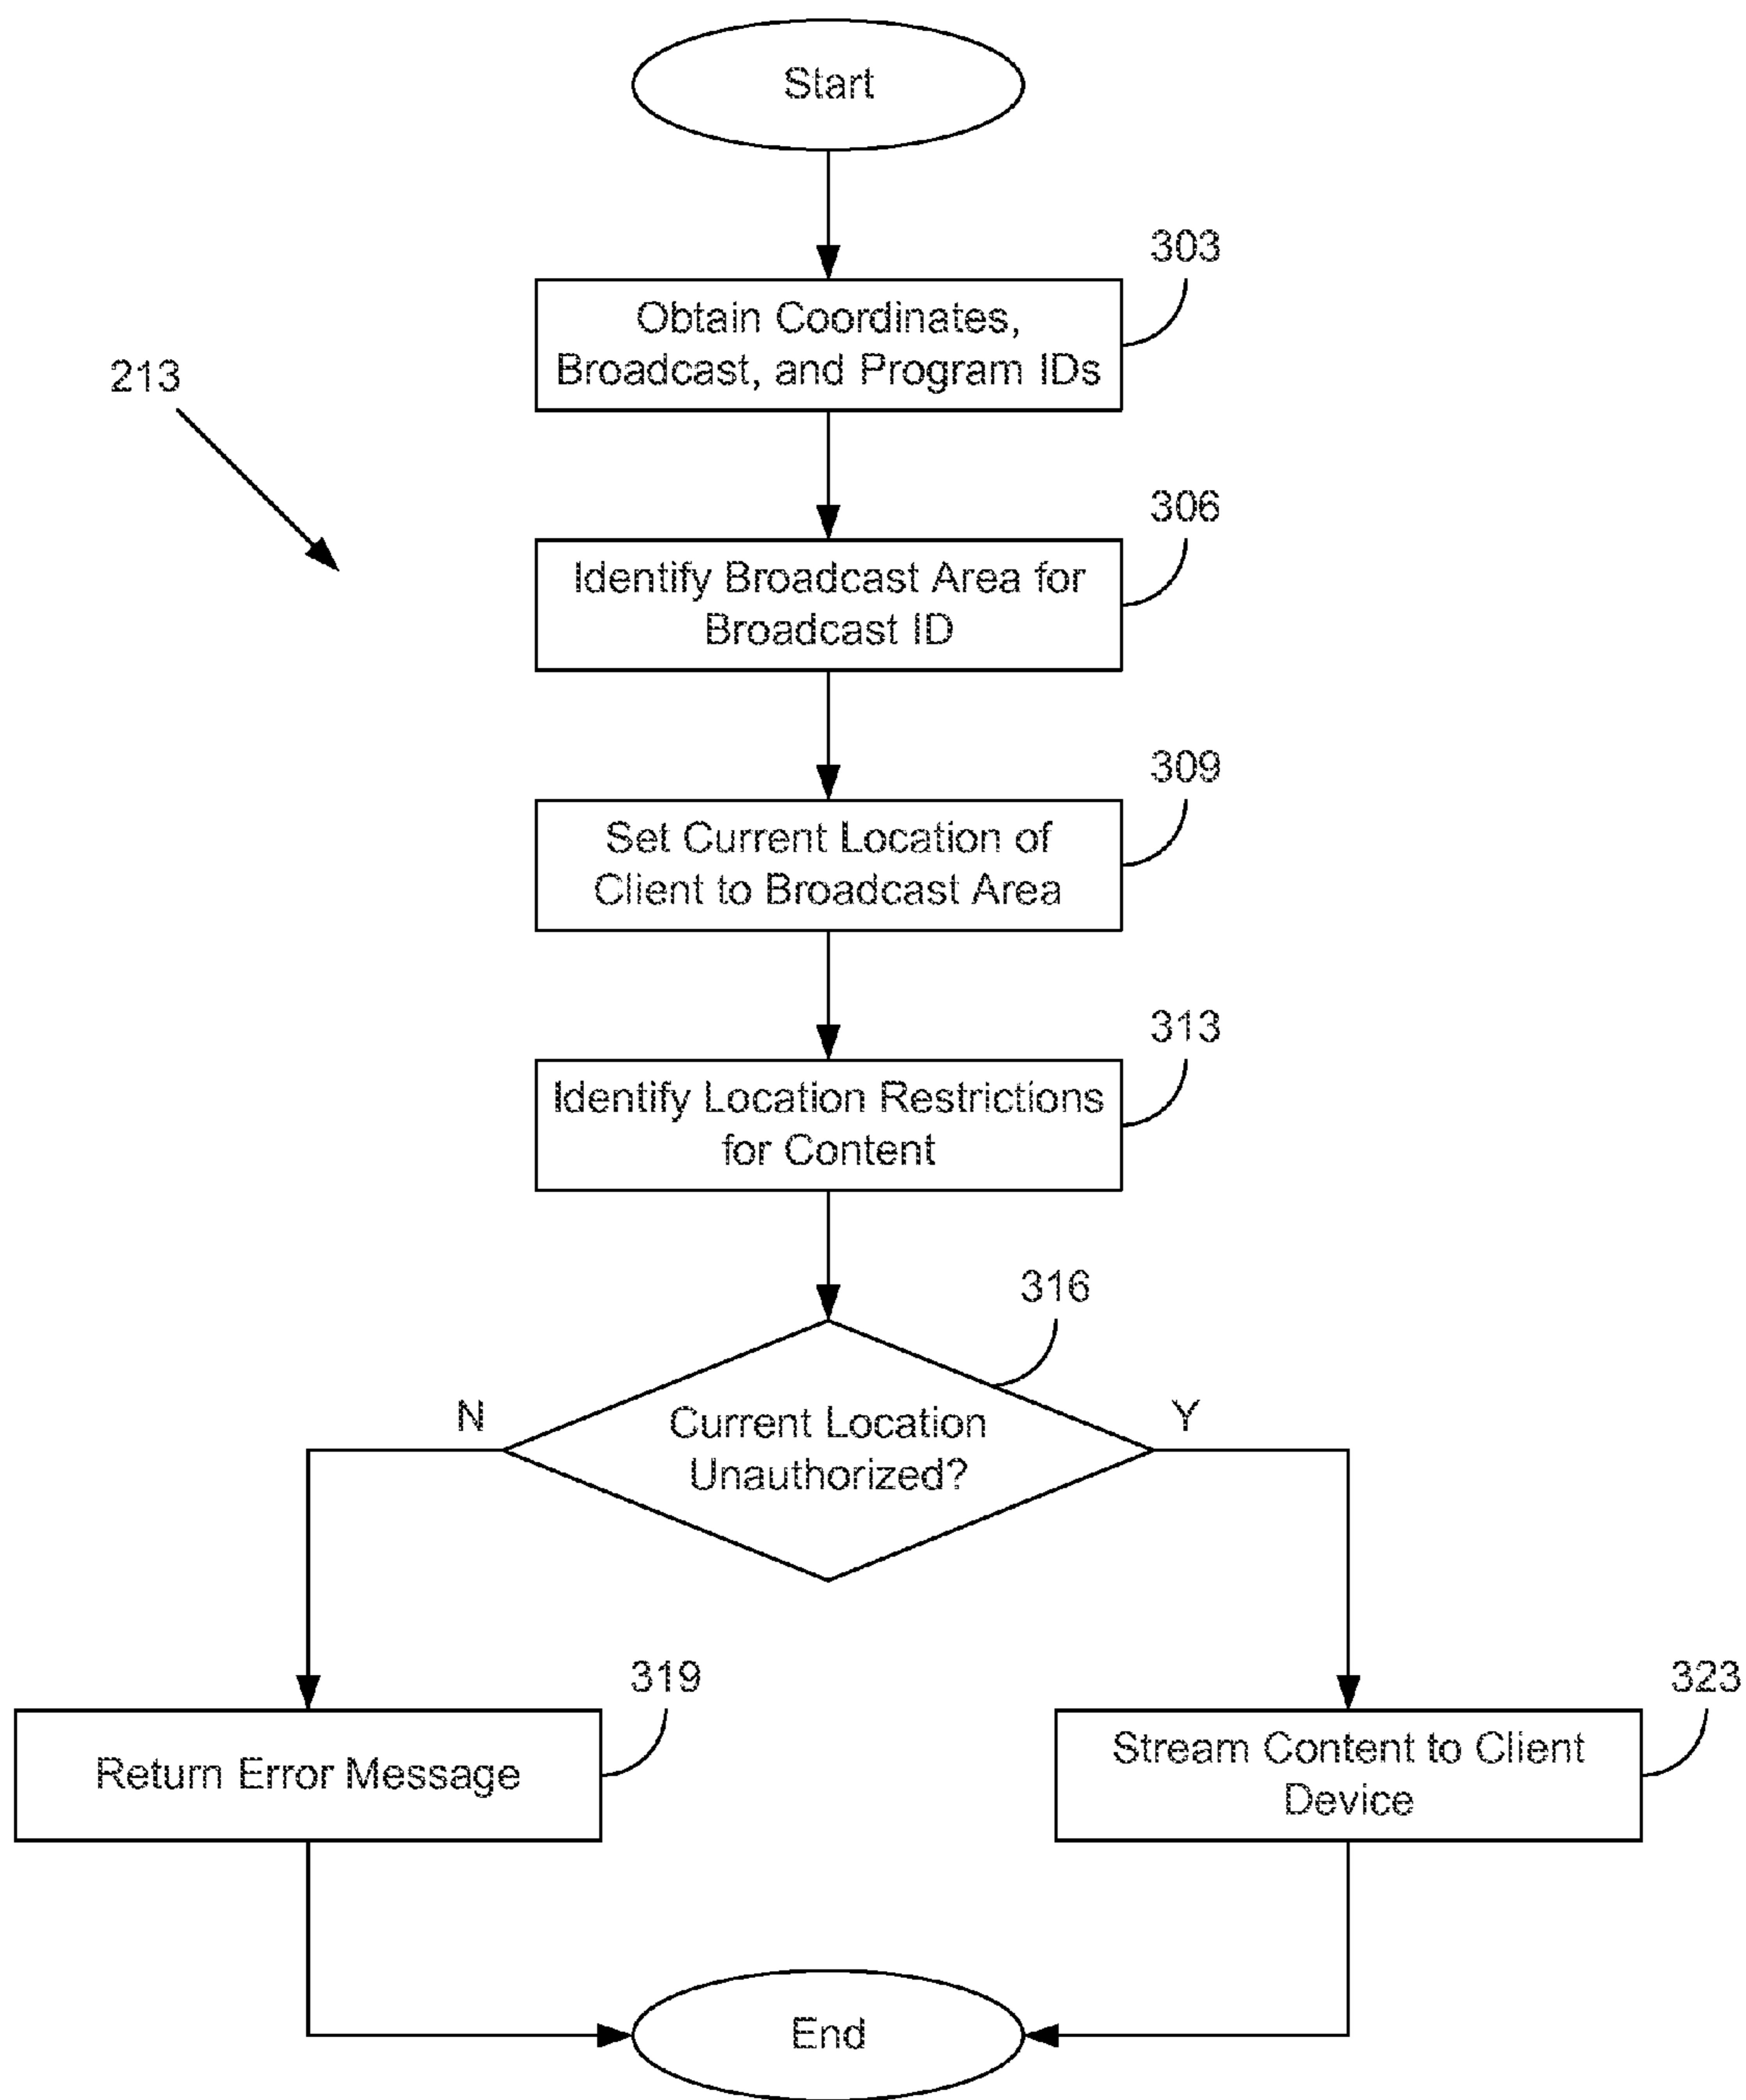 Start
303
Obtain Coordinates,
Broadcast, and Program IDs
213
306
Identify Broadcast Area for
Broadcast ID
309
Set Current Location of
Client to Broadcast Area
313
Identify Location Restrictions
for Content
316
N
Current Location
Unauthorized?
Y
319
Return Error Message
323
Stream Content to Client
Device
End